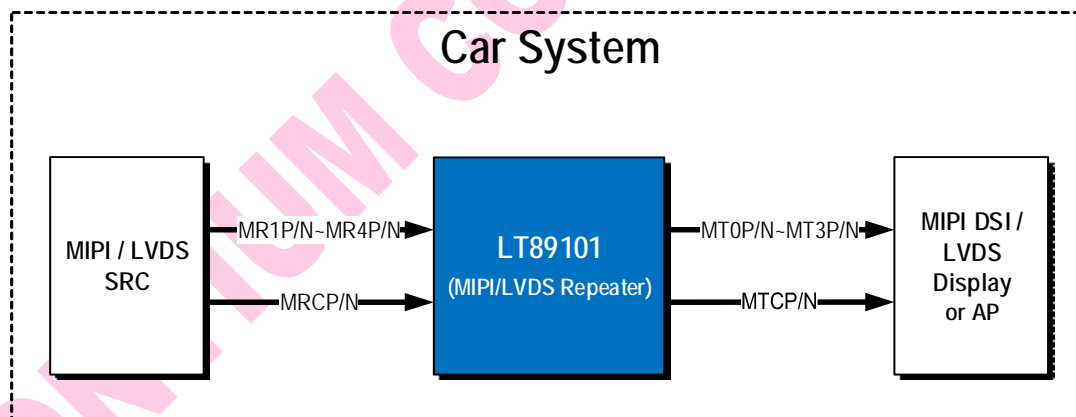 Car System
MIPI / LVDS
SRC
MR1P/N~MR4P/N
MRCP/N
LT89101
(MIPI/LVDS Repeater)
MT0P/N~MT3P/N
MTCP/N
MIPI DSI /
LVDS
Display
or AP